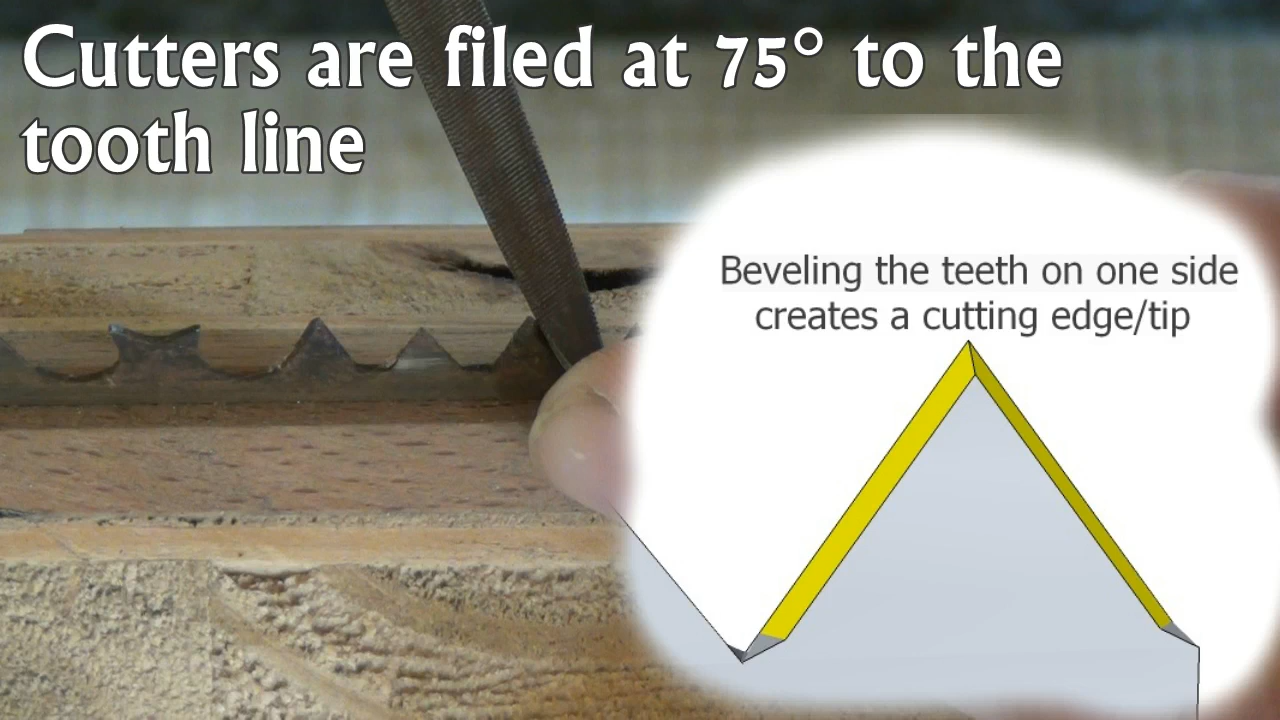 Cutters are filed at 75° to the
tooth line
Beveling the teeth on one side
creates a cutting edge/tip